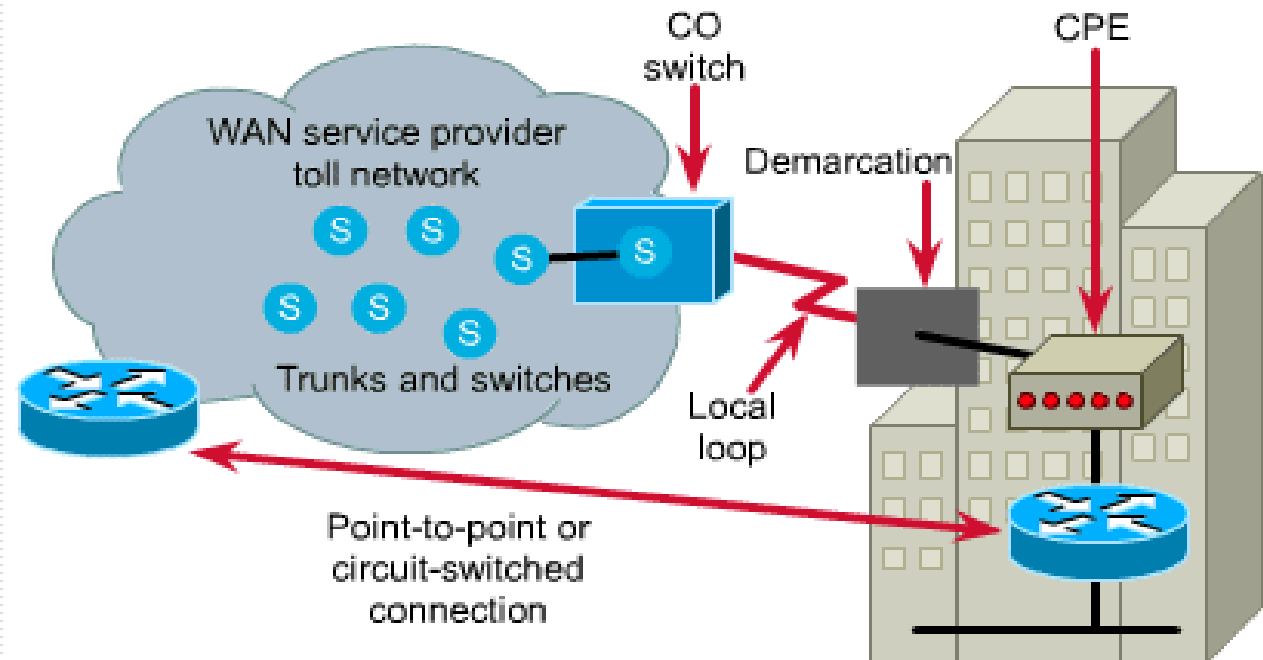 CO
switch
CPE
WAN service provider
toll network
Demarcation
S
S
S
S
S
S
S
Trunks and switches
Local
loop
Point-to-point or
circuit-switched
connection